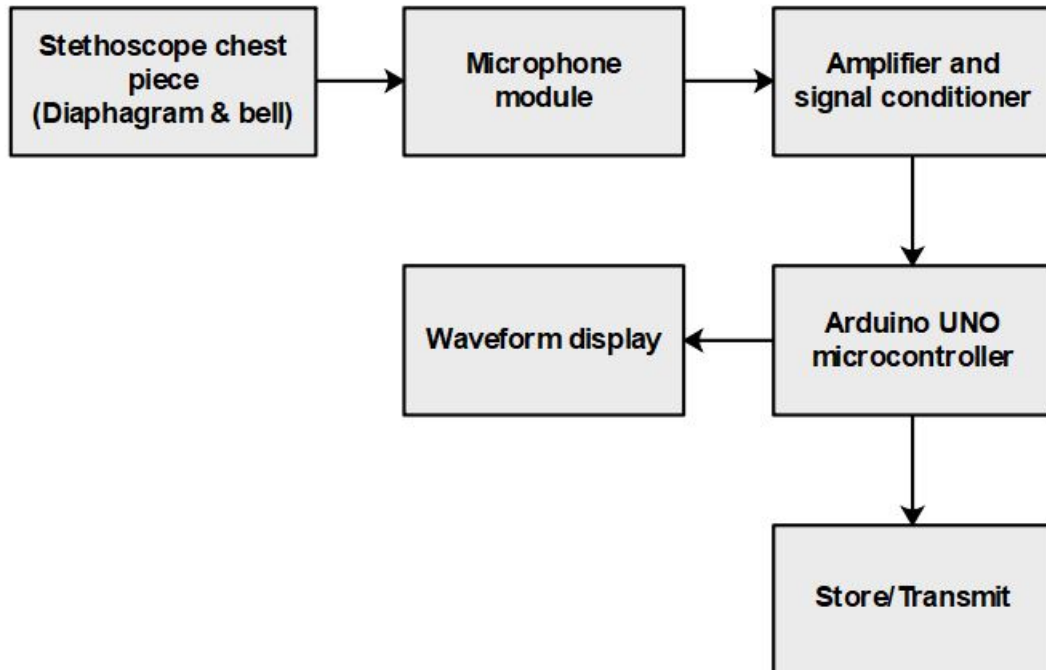 Stethoscope chest
piece
(Diaphagram & bell)
Microphone
module
Amplifier and
signal conditioner
Waveform display
Arduino UNO
microcontroller
Store/Transmit